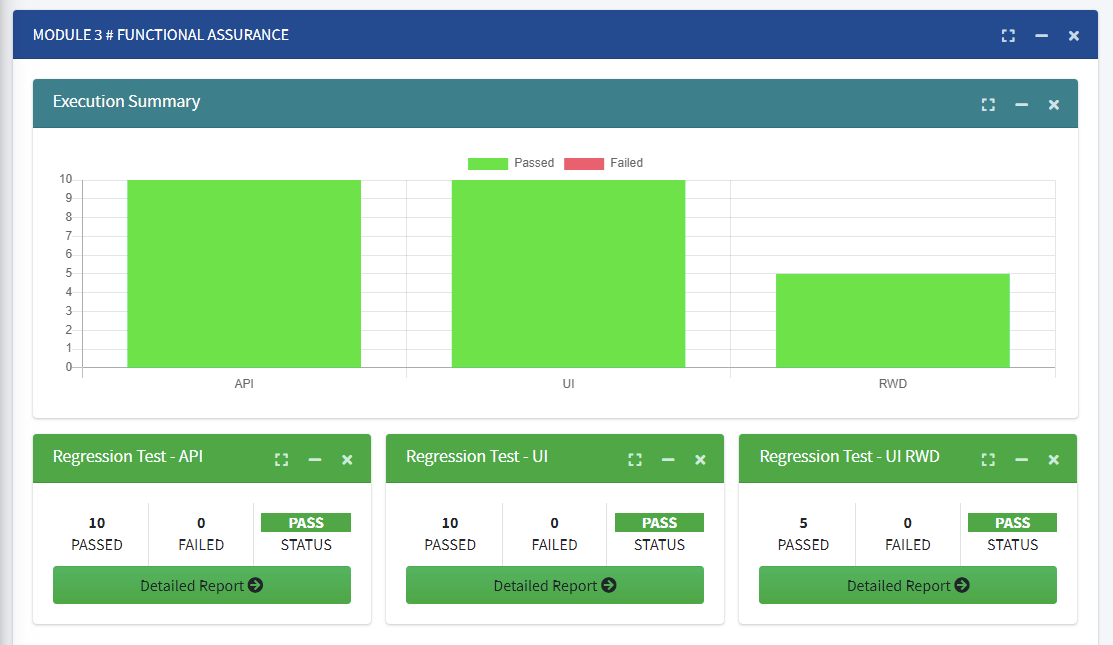 MODULE 3 # FUNCTIONAL ASSURANCE
Execution Summary
Passed Failed
10
9
8
7
6
5
4
3
2
1
0
API UI RWD
Regression Test - API
10 0 PASS
PASSED FAILED STATUS
Detailed Report
Regression Test - UI
10 0 PASS
PASSED FAILED STATUS
Detailed Report
Regression Test - UI RWD
5 0 PASS
PASSED FAILED STATUS
Detailed Report